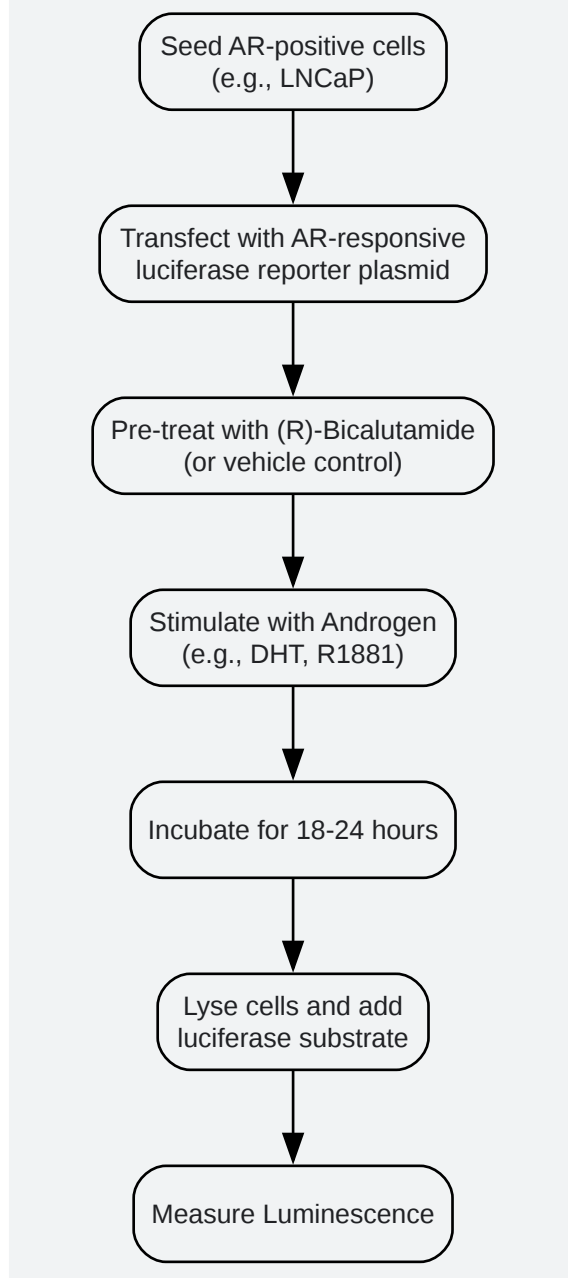 Seed AR-positive cells
(e.g., LNCaP)
Transfect with AR-responsive
luciferase reporter plasmid
Pre-treat with (R)-Bicalutamide
(or vehicle control)
Stimulate with Androgen
(e.g., DHT, R1881)
Incubate for 18-24 hours
Lyse cells and add
luciferase substrate
Measure Luminescence